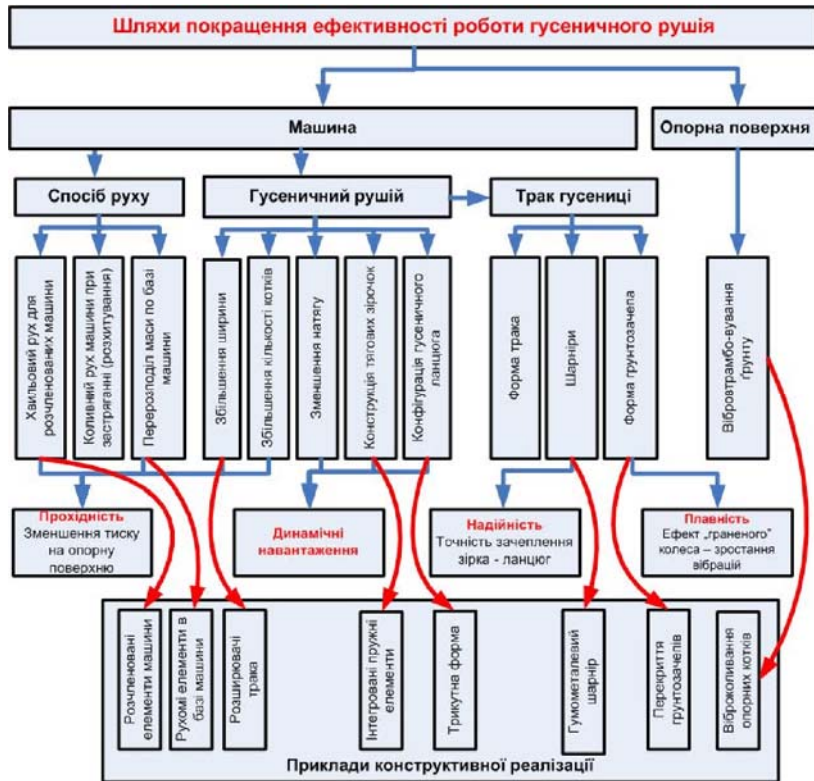 Шляхи покращення ефективності роботи гусеничного рушія
Машина
Опорна поверхня
Спосіб руху
Гусеничний рушій
Трак гусениці
Хвильовий рух для
розчленованих машини
Коливний рух машини при
застряганні (розхитування)
Перерозподіл маси по базі
машини
Збільшення ширини
Збільшення кількості котків
Зменшення натягу
Конструкція тягових зірочок
Конфігурація гусеничного
ланцюга
Форма трака
Шарніри
Форма грунтозачепа
Вібровтрамбо-вування
ґрунту
Прохідність
Зменшення тиску
на опорну
поверхню
Динамічні
навантаження
Надійність
Точність зачеплення
зірка - ланцюг
Плавність
Ефект „граненого”
колеса – зростання
вібрацій
Розчленовані
елементи машини
Рухомі елементи в
базі машини
Розширювачі
трака
Інтегровані пружні
елементи
Трикутна форма
Гумометалевий
шарнір
Перекриття
грунтозачепів
Віброколивання
опорних котків
Приклади конструктивної реалізації